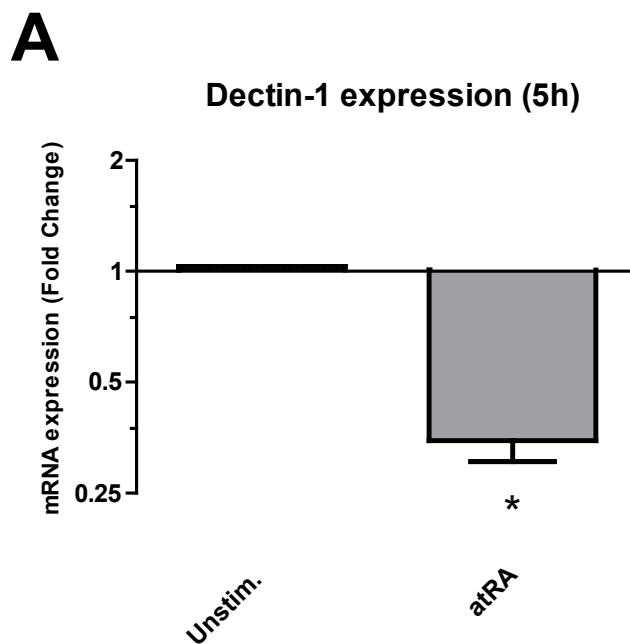 A
Dectin-1 expression (5h)
mRNA expression (Fold Change)
2
1
0.5
0.25
*
Unstim.
atRA